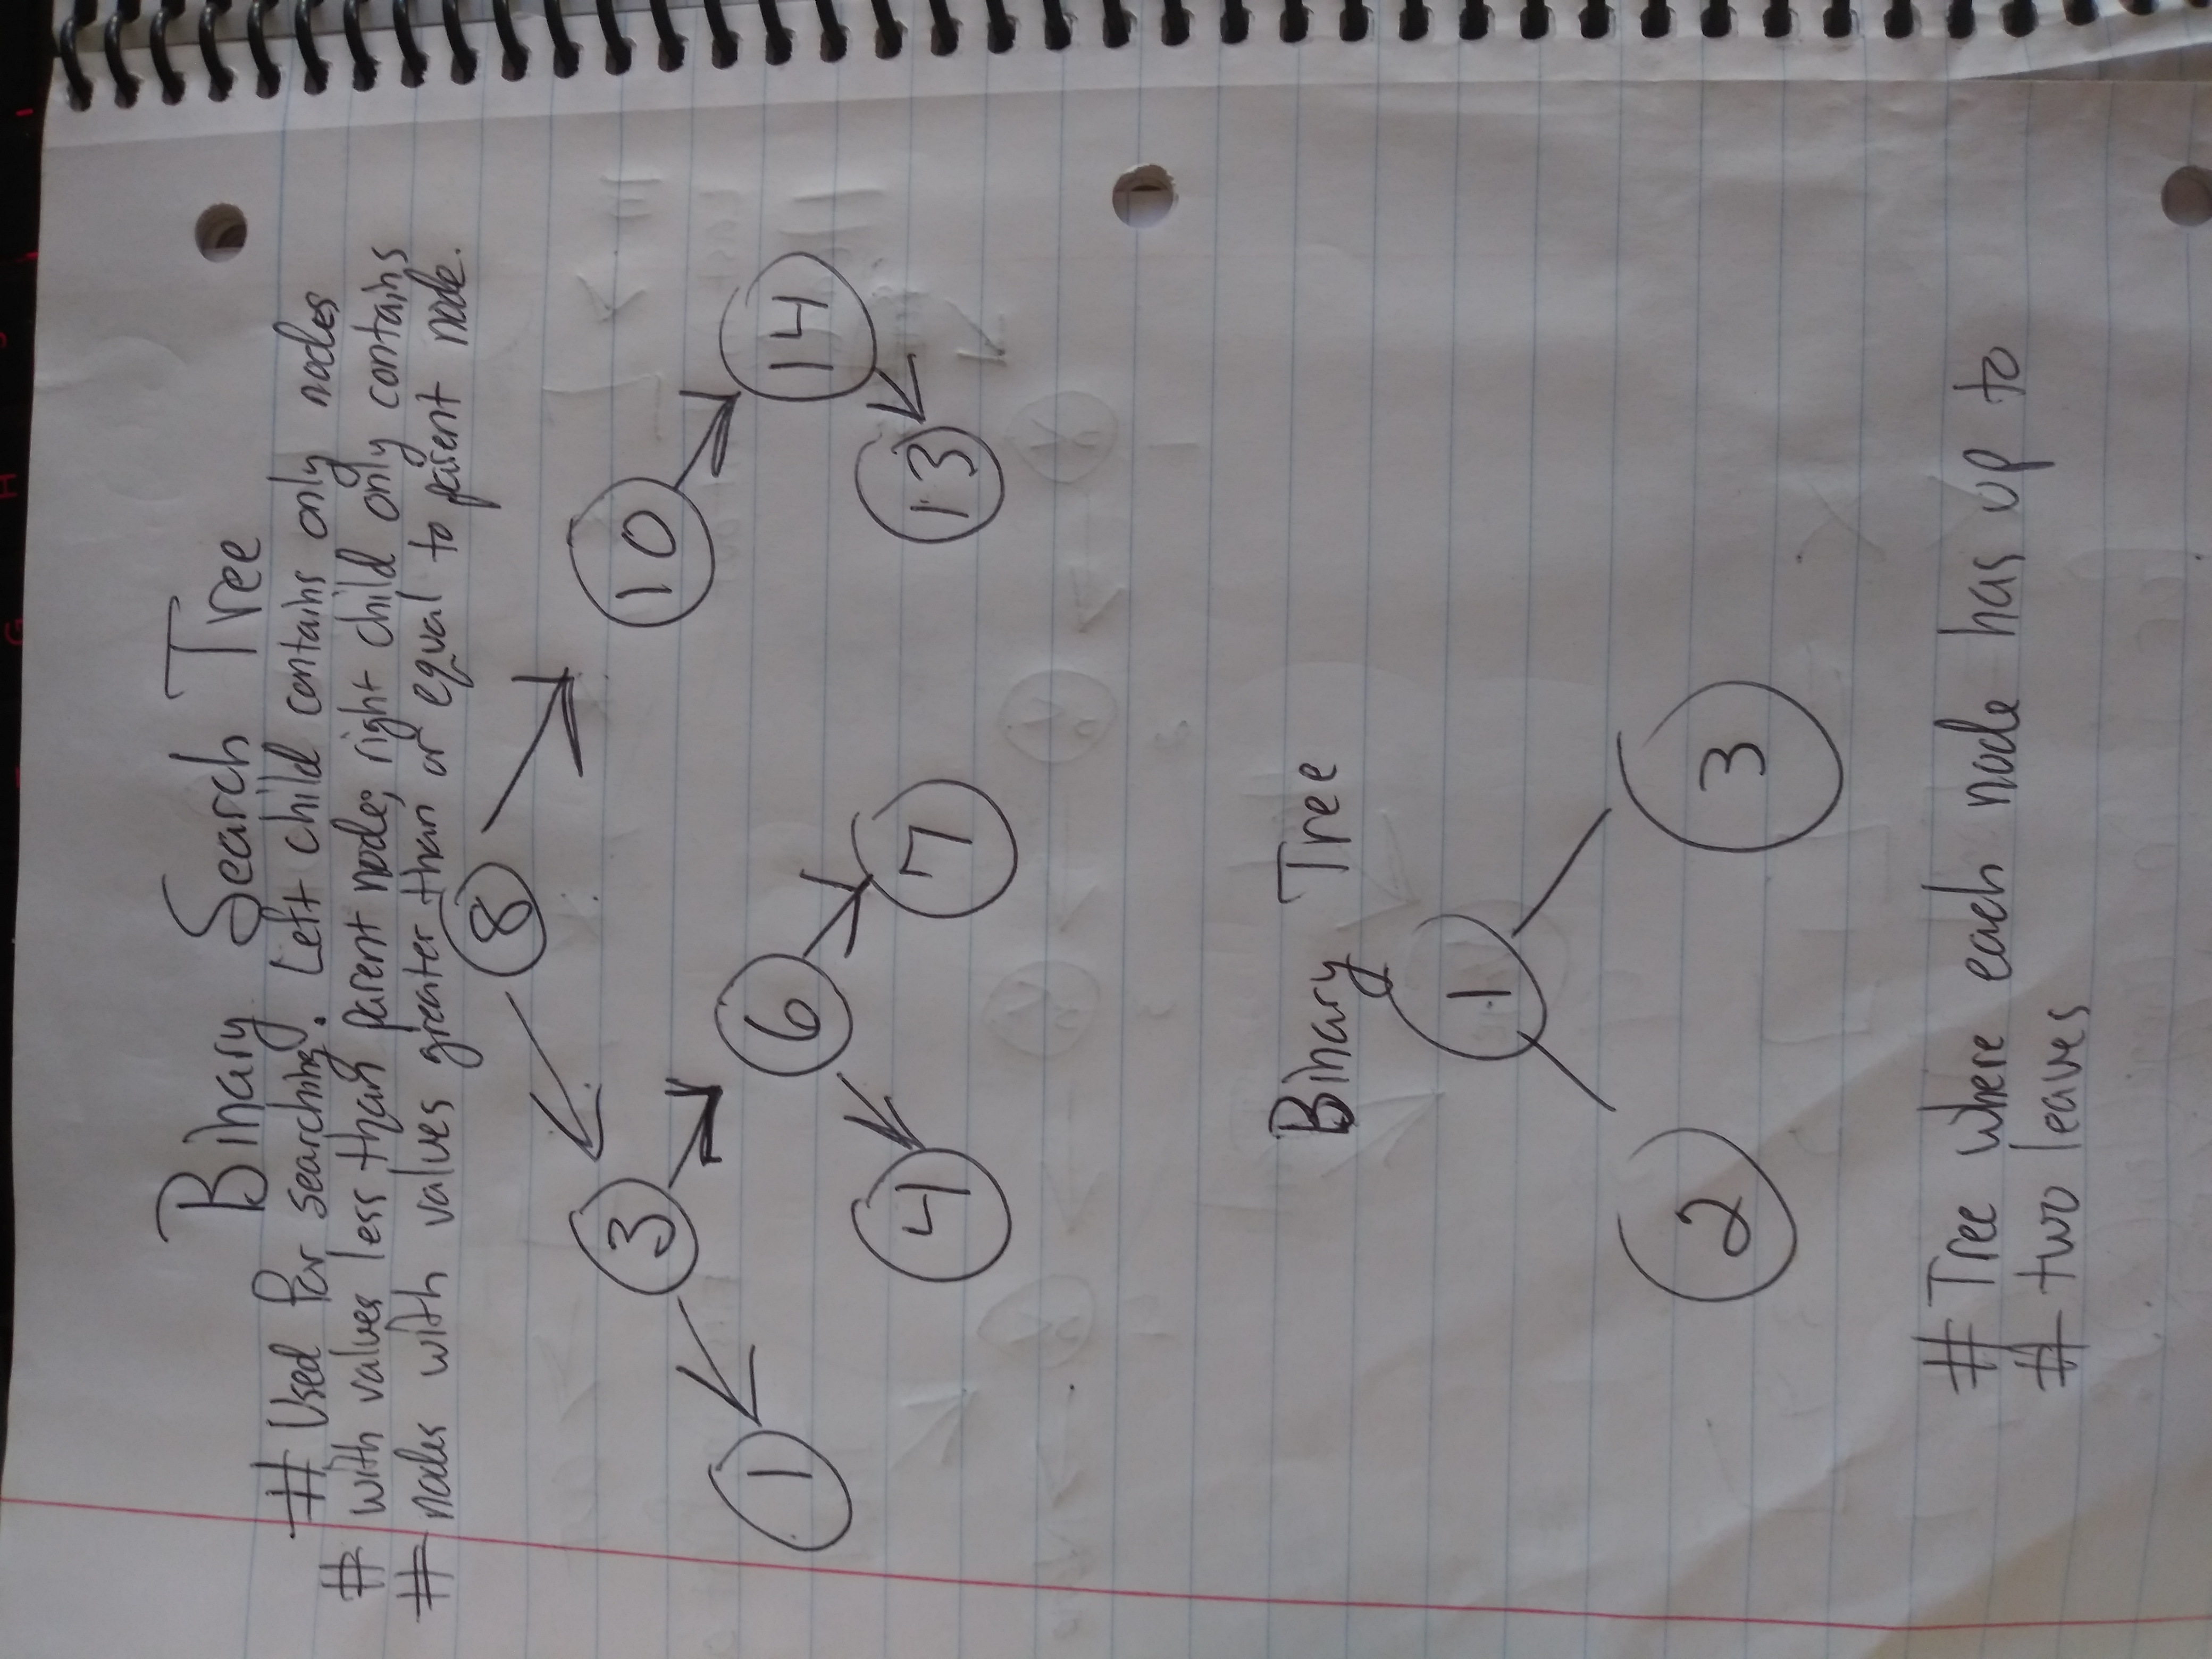 Binary Search Tree
# Used for searching. Left child contains only nodes
# with values less than parent node; right child only contains
# nodes with values greater than or equal to parent node.
8
3 10
1 6 14
4 7 13
Binary Tree
1
2 3
# Tree where each node has up to
# two leaves